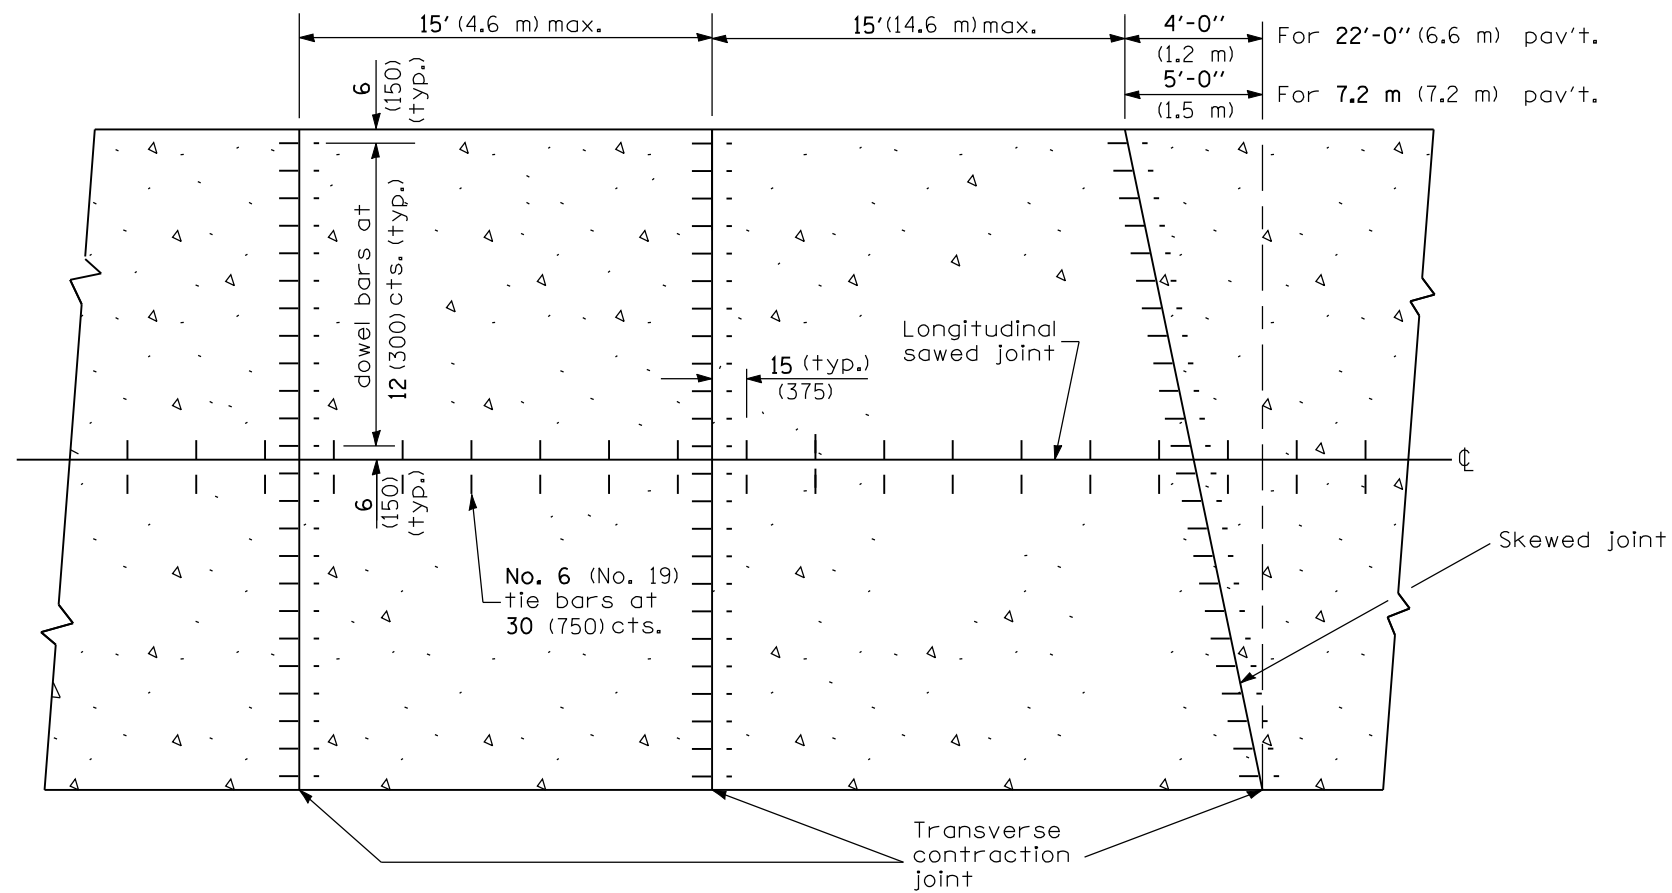 15' (4.6 m) max.
15' (14.6 m) max.
4'-0"
(1.2 m)
For 22'-0" (6.6 m) pav't.
5'-0"
(1.5 m)
For 7.2 m (7.2 m) pav't.
6
(150)
(typ.)
dowel bars at
12 (300) cts. (typ.)
Longitudinal
sawed joint
15 (typ.)
(375)
℄
6
(150)
(typ.)
Skewed joint
No. 6 (No. 19)
tie bars at
30 (750) cts.
Transverse
contraction
joint